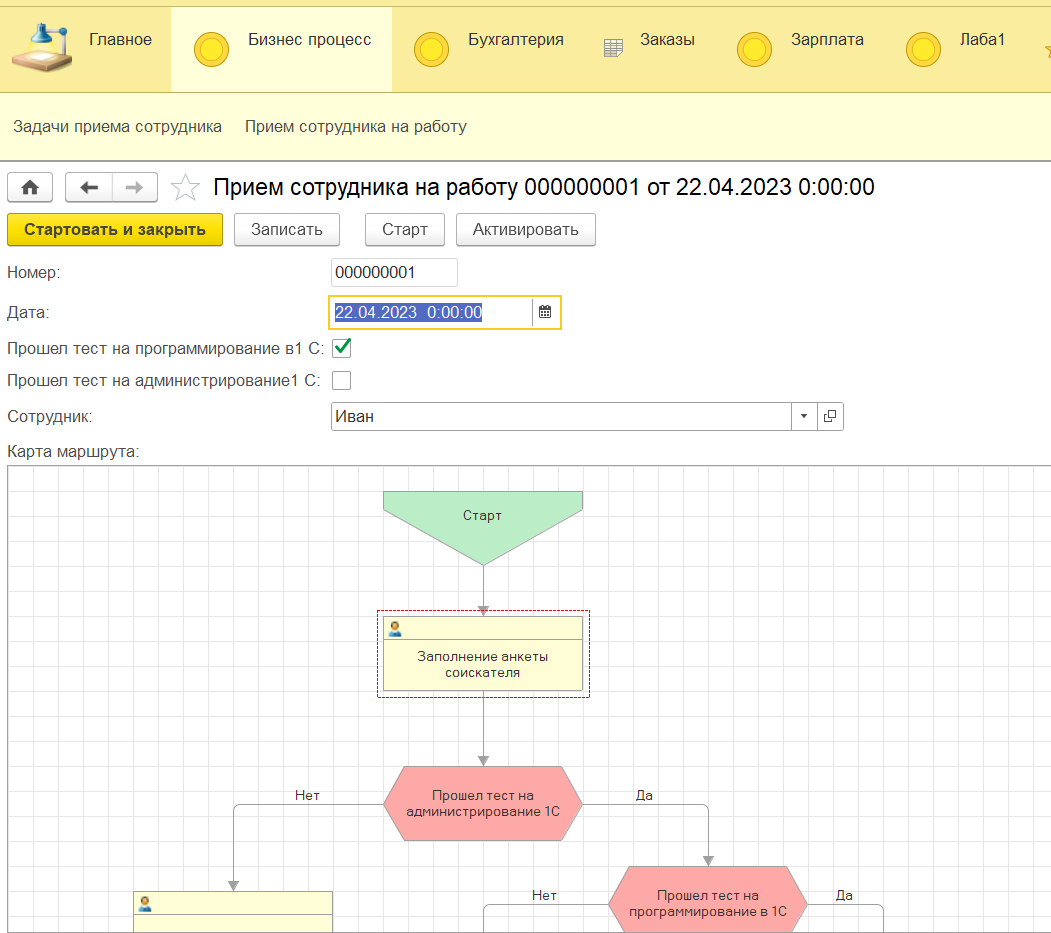 Главное Бизнес процесс Бухгалтерия Заказы Зарплата Лаба1
Задачи приема сотрудника Прием сотрудника на работу
Прием сотрудника на работу 000000001 от 22.04.2023 0:00:00
Стартовать и закрыть Записать Старт Активировать
Номер: 000000001
Дата: 22.04.2023 0:00:00
Прошел тест на программирование в1 С:
Прошел тест на администрирование1 С:
Сотрудник: Иван
Карта маршрута:
Старт
Заполнение анкеты
соискателя
Нет Прошел тест на Да
администрирование 1С
Нет Прошел тест на Да
программирование в 1С